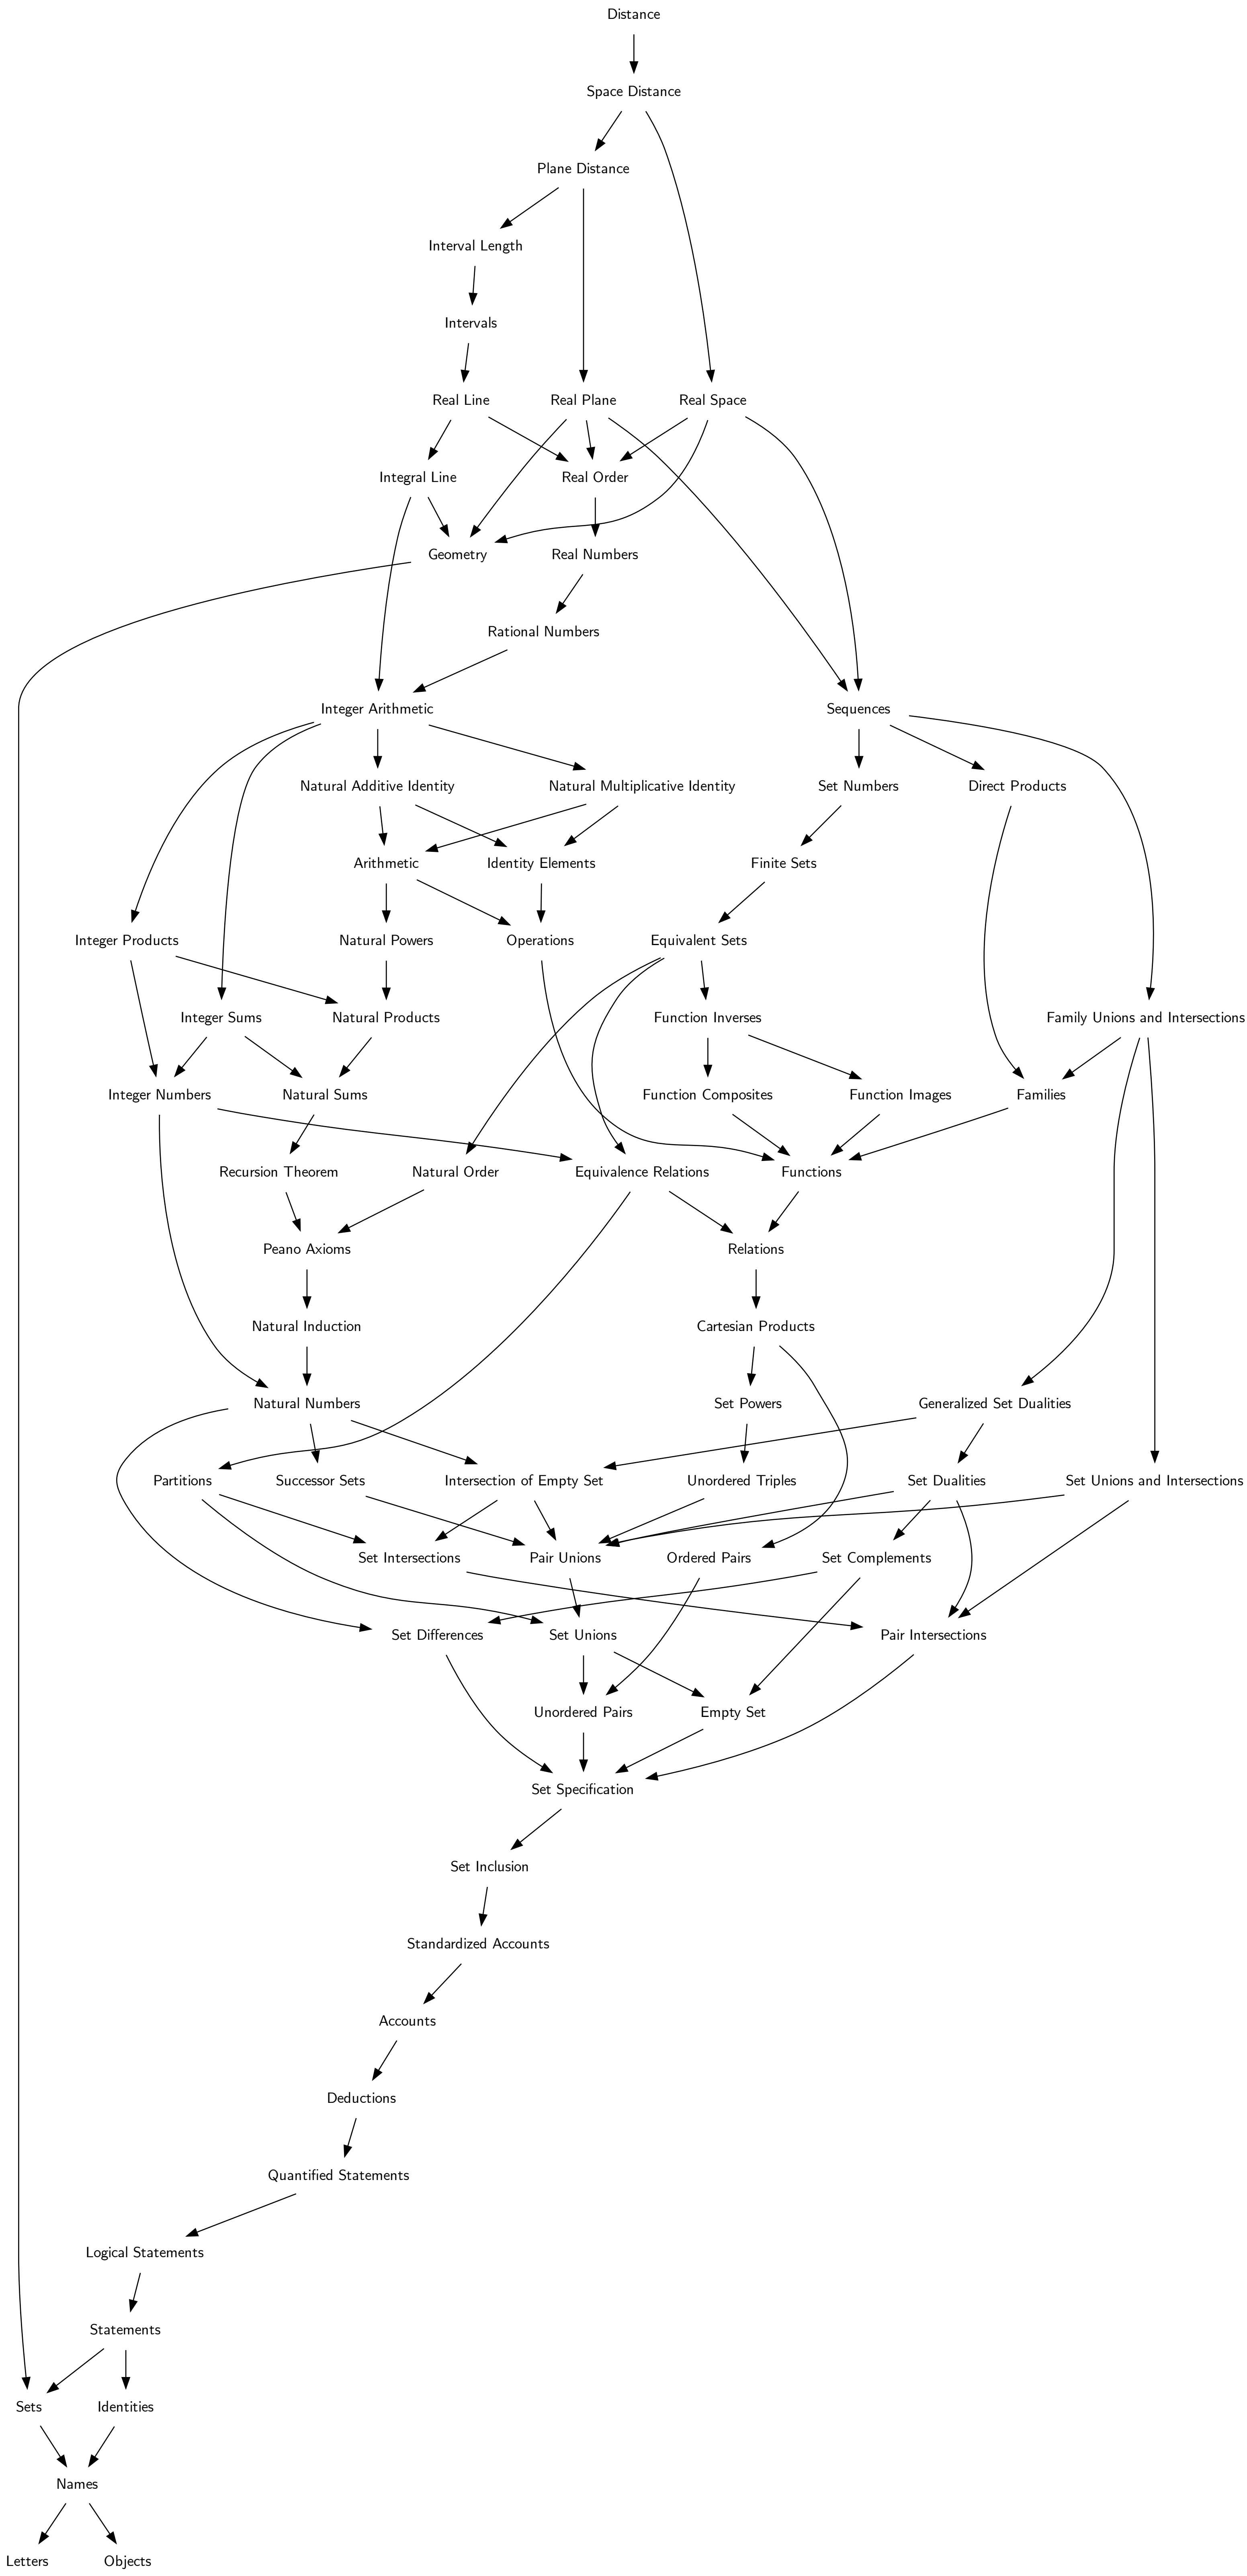 Distance
Space Distance
Plane Distance
Interval Length
Intervals
Real Line
Real Plane
Real Space
Integral Line
Real Order
Geometry
Real Numbers
Rational Numbers
Integer Arithmetic
Sequences
Natural Additive Identity
Natural Multiplicative Identity
Set Numbers
Direct Products
Arithmetic
Identity Elements
Finite Sets
Integer Products
Natural Powers
Operations
Equivalent Sets
Integer Sums
Natural Products
Function Inverses
Family Unions and Intersections
Integer Numbers
Natural Sums
Function Composites
Function Images
Families
Recursion Theorem
Natural Order
Equivalence Relations
Functions
Peano Axioms
Relations
Natural Induction
Cartesian Products
Natural Numbers
Set Powers
Generalized Set Dualities
Partitions
Successor Sets
Intersection of Empty Set
Unordered Triples
Set Dualities
Set Unions and Intersections
Set Intersections
Pair Unions
Ordered Pairs
Set Complements
Set Differences
Set Unions
Pair Intersections
Unordered Pairs
Empty Set
Set Specification
Set Inclusion
Standardized Accounts
Accounts
Deductions
Quantified Statements
Logical Statements
Statements
Sets
Identities
Names
Letters
Objects